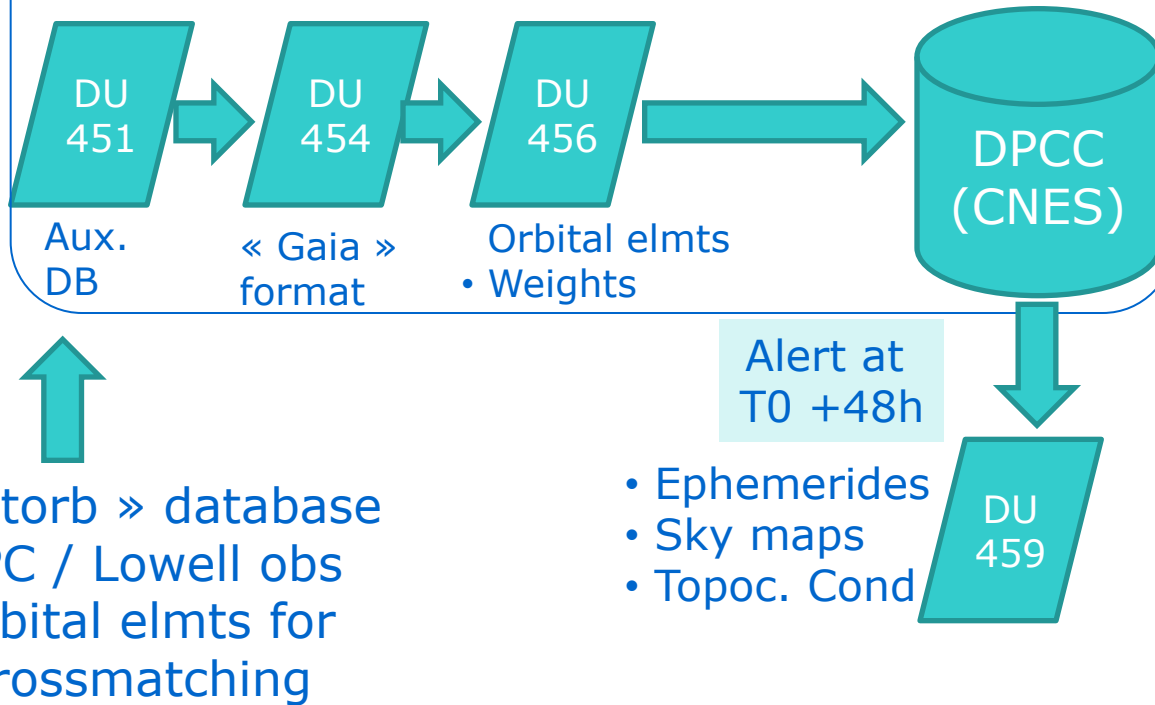 DU
451
DU
454
DU
456
DPCC
(CNES)
Aux.
DB
« Gaia »
format
Orbital elmts
• Weights
Alert at
T0 +48h
torb » database
PC / Lowell obs
bital elmts for
rossmatching
• Ephemerides
• Sky maps
• Topoc. Cond
DU
459